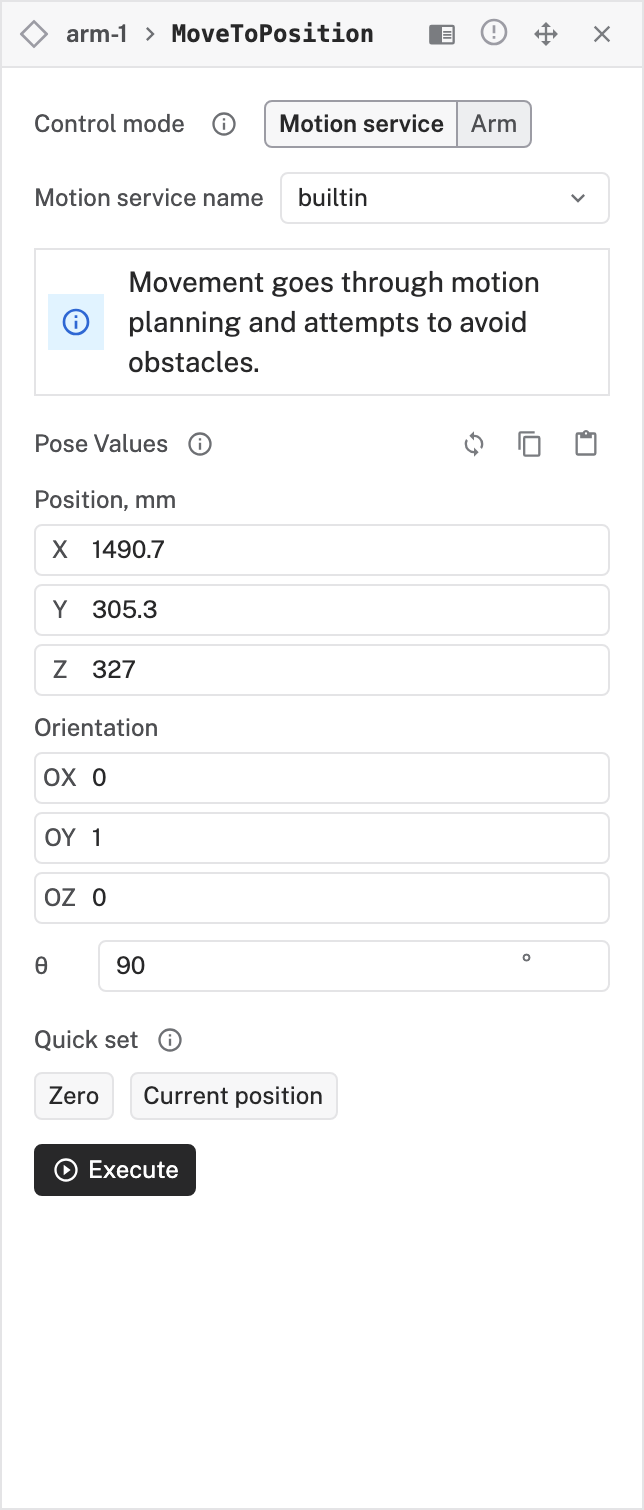 arm-1 > MoveToPosition
Control mode Motion service Arm
Motion service name builtin
Movement goes through motion
planning and attempts to avoid
obstacles.
Pose Values
Position, mm
X 1490.7
Y 305.3
Z 327
Orientation
OX 0
OY 1
OZ 0
θ 90 °
Quick set
Zero Current position
Execute